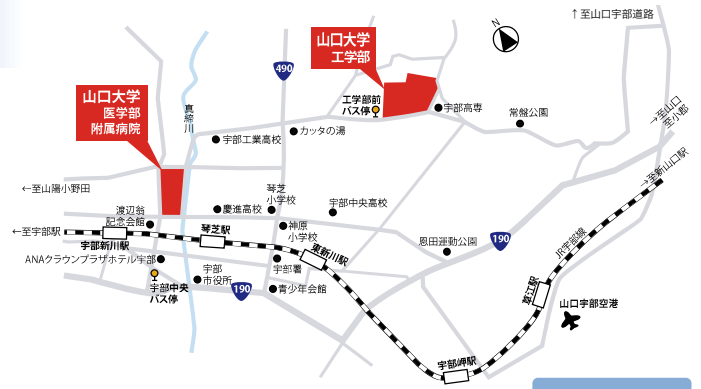 ↑至山口宇部道路
N
山口大学
工学部
490
山口大学
医学部
附属病院
真締川
工学部前
バス停
宇部高専
常盤公園
→至山口
至小郡
宇部工業高校
カッタの湯
→至新山口駅
←至山陽小野田
琴芝
小学校
渡辺翁
記念会館
慶進高校
宇部中央高校
←至宇部駅
琴芝駅
神原
小学校
宇部新川駅
東新川駅
恩田運動公園
190
JR宇部線
ANAクラウンプラザホテル宇部
宇部
市役所
宇部署
宇部中央
バス停
190
青少年会館
草江駅
山口宇部空港
宇部岬駅